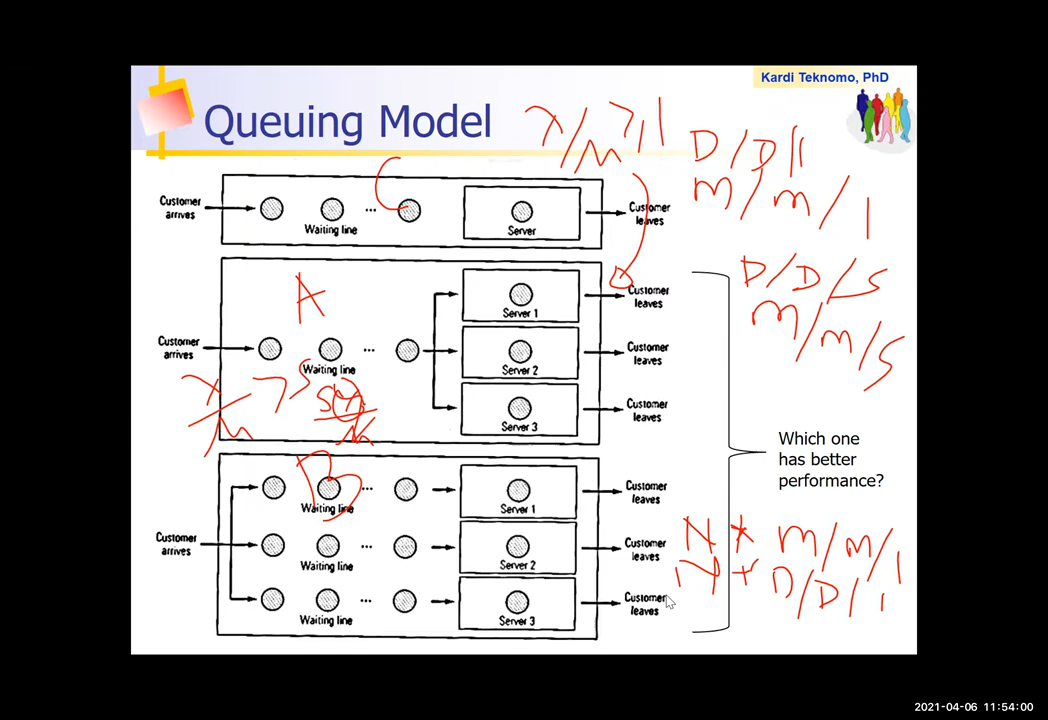 Kardi Teknomo, PhD
Queuing Model
λ/μ > 1
D/D/1
M/M/1
Customer arrives
Waiting line
...
Server
Customer leaves
D/D/S
M/M/S
A
Customer arrives
Waiting line
...
Server 1
Server 2
Server 3
Customer leaves
Customer leaves
Customer leaves
λ/μ > S
Which one
has better
performance?
B
Customer arrives
Waiting line
...
Server 1
Customer leaves
Waiting line
...
Server 2
Customer leaves
Waiting line
...
Server 3
Customer leaves
N * M/M/1
N * D/D/1
2021-04-06 11:54:00